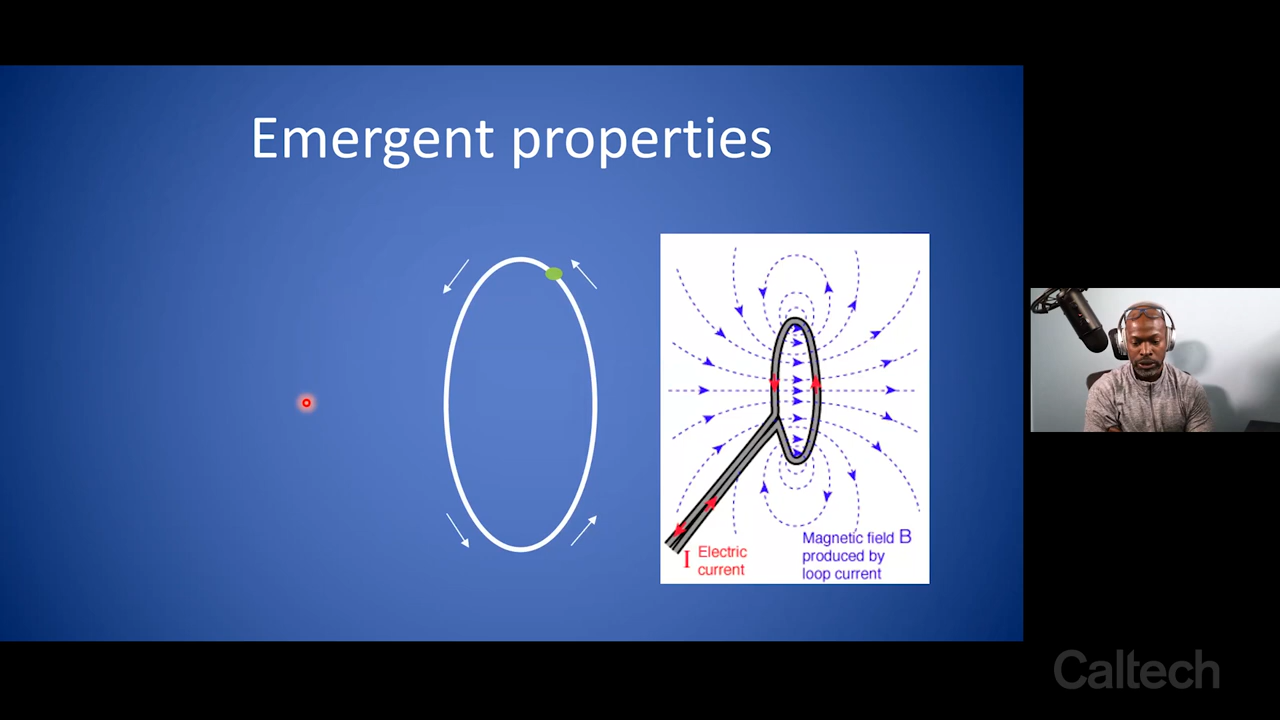 Emergent properties
I
Electric
current
Magnetic field B
produced by
loop current
Caltech